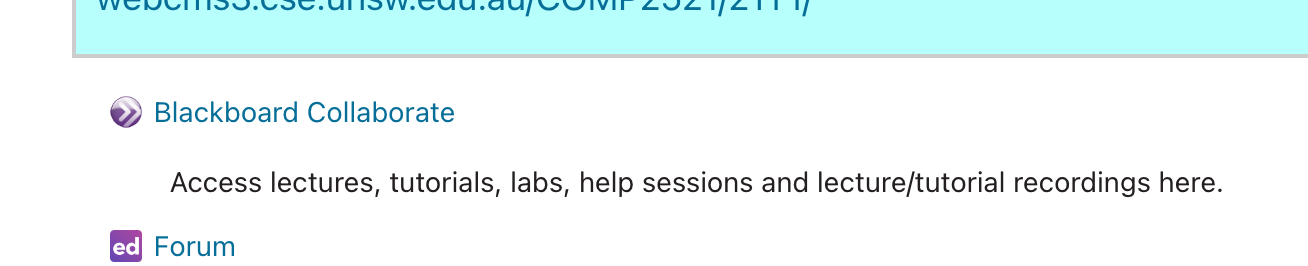 webcms3.cse.unsw.edu.au/COMP2521/21T1/
Blackboard Collaborate
Access lectures, tutorials, labs, help sessions and lecture/tutorial recordings here.
ed Forum